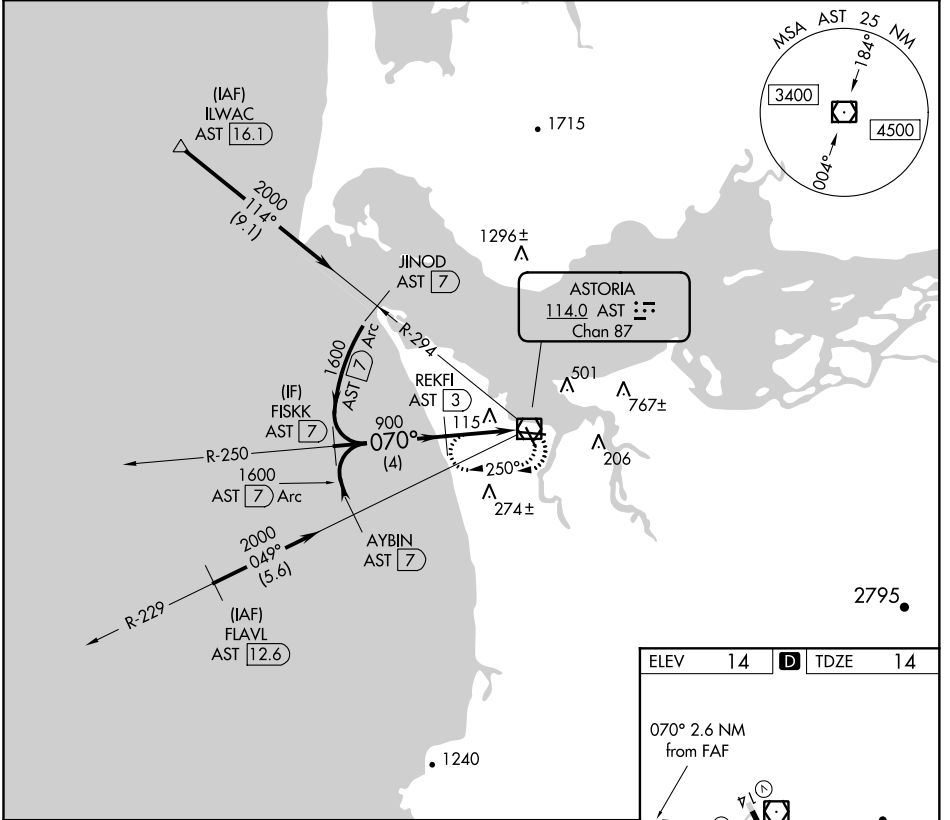 MSA AST 25 NM
184°
3400
4500
004°
(IAF)
ILWAC
AST 16.1
1715
2000
114°
(9.1)
1296±
JINOD
AST 7
ASTORIA
114.0 AST
Chan 87
R-294
1600
AST 7 Arc
REKFI
AST 3
501
767±
(IF)
FISKK
AST 7
900
070°
(4)
115
206
R-250
250°
1600
AST 7 Arc
274±
2000
049°
(5.6)
AYBIN
AST 7
R-229
(IAF)
FLAVL
AST 12.6
2795
ELEV 14 D TDZE 14
070° 2.6 NM
from FAF
1240
14
V